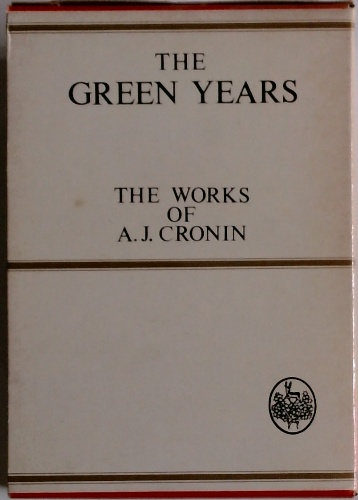 THE
GREEN YEARS
THE WORKS
OF
A. J. CRONIN